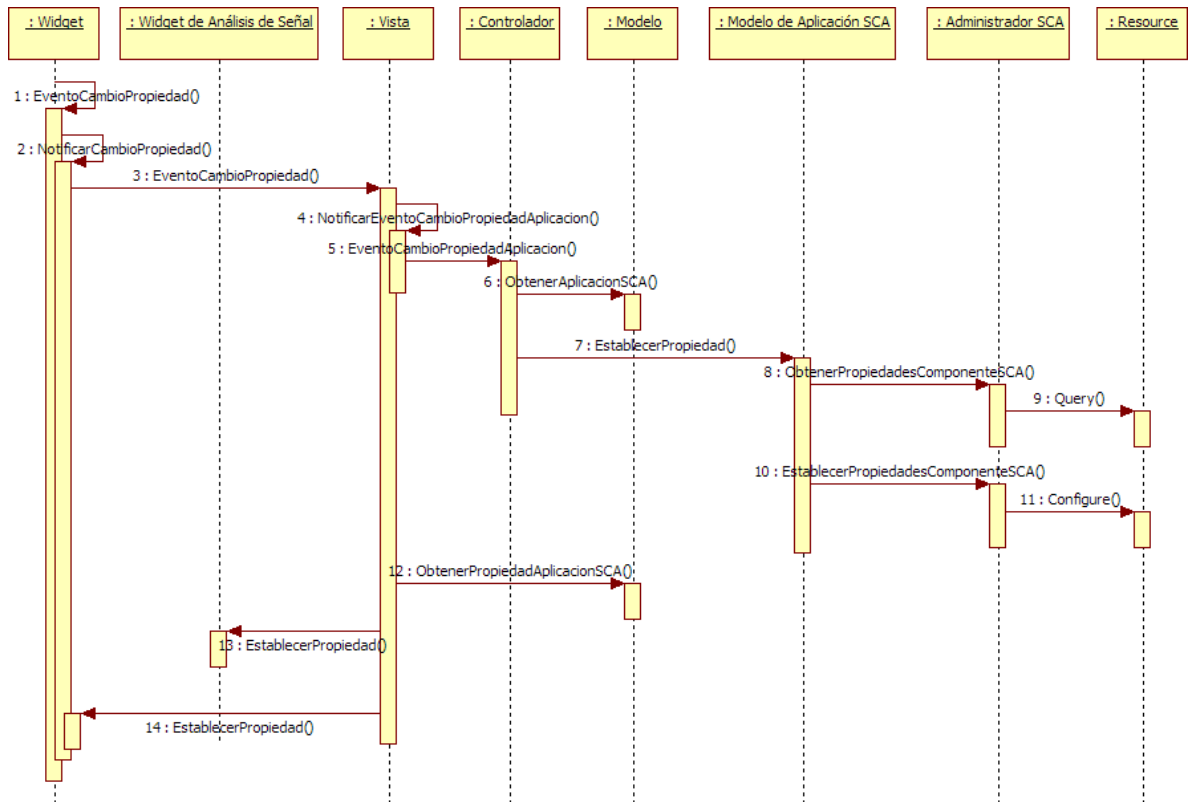 : Widget
: Widget de Análisis de Señal
: Vista
: Controlador
: Modelo
: Modelo de Aplicación SCA
: Administrador SCA
: Resource
1 : EventoCambioPropiedad()
2 : NotificarCambioPropiedad()
3 : EventoCambioPropiedad()
4 : NotificarEventoCambioPropiedadAplicacion()
5 : EventoCambioPropiedadAplicacion()
6 : ObtenerAplicacionSCA()
7 : EstablecerPropiedad()
8 : ObtenerPropiedadesComponenteSCA()
9 : Query()
10 : EstablecerPropiedadesComponenteSCA()
11 : Configure()
12 : ObtenerPropiedadAplicacionSCA()
13 : EstablecerPropiedad()
14 : EstablecerPropiedad()